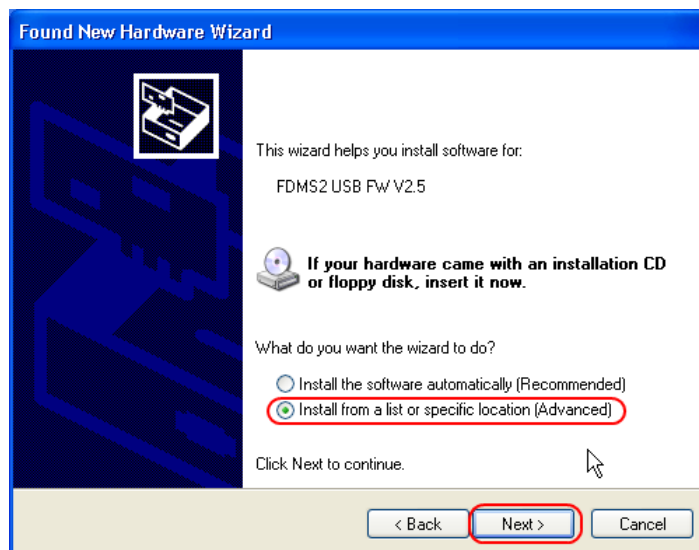 Found New Hardware Wizard
This wizard helps you install software for:
FDMS2 USB FW V2.5
If your hardware came with an installation CD
or floppy disk, insert it now.
What do you want the wizard to do?
Install the software automatically (Recommended)
Install from a list or specific location (Advanced)
Click Next to continue.
< Back
Next >
Cancel